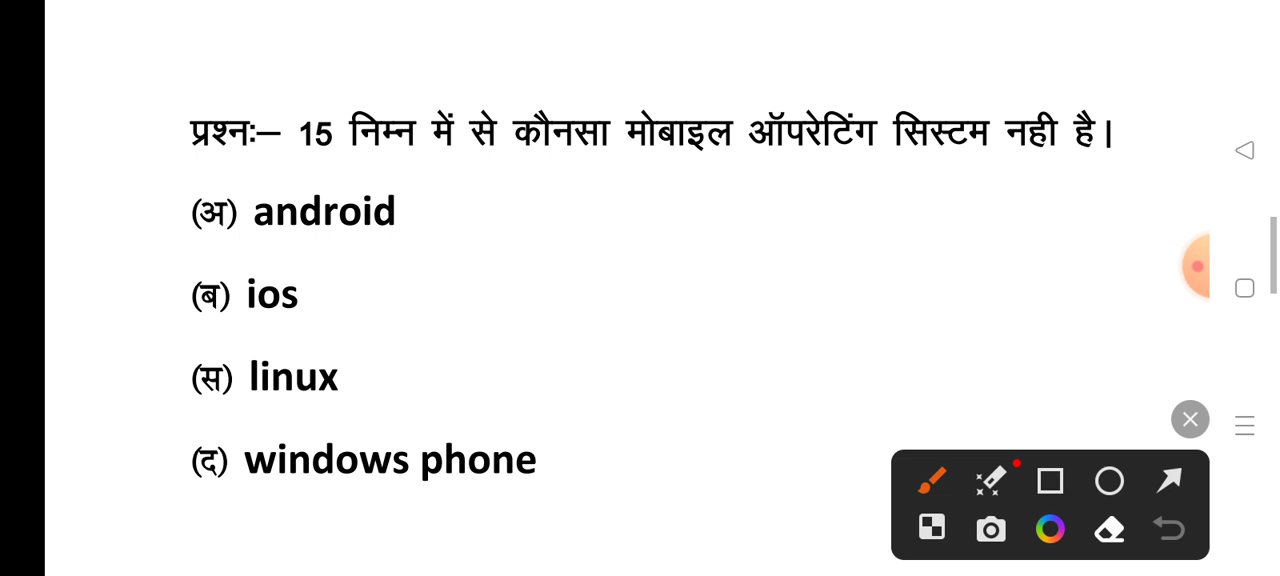 प्रश्नः– 15 निम्न में से कौनसा मोबाइल ऑपरेटिंग सिस्टम नही है।
(अ) android
(ब) ios
(स) linux
(द) windows phone